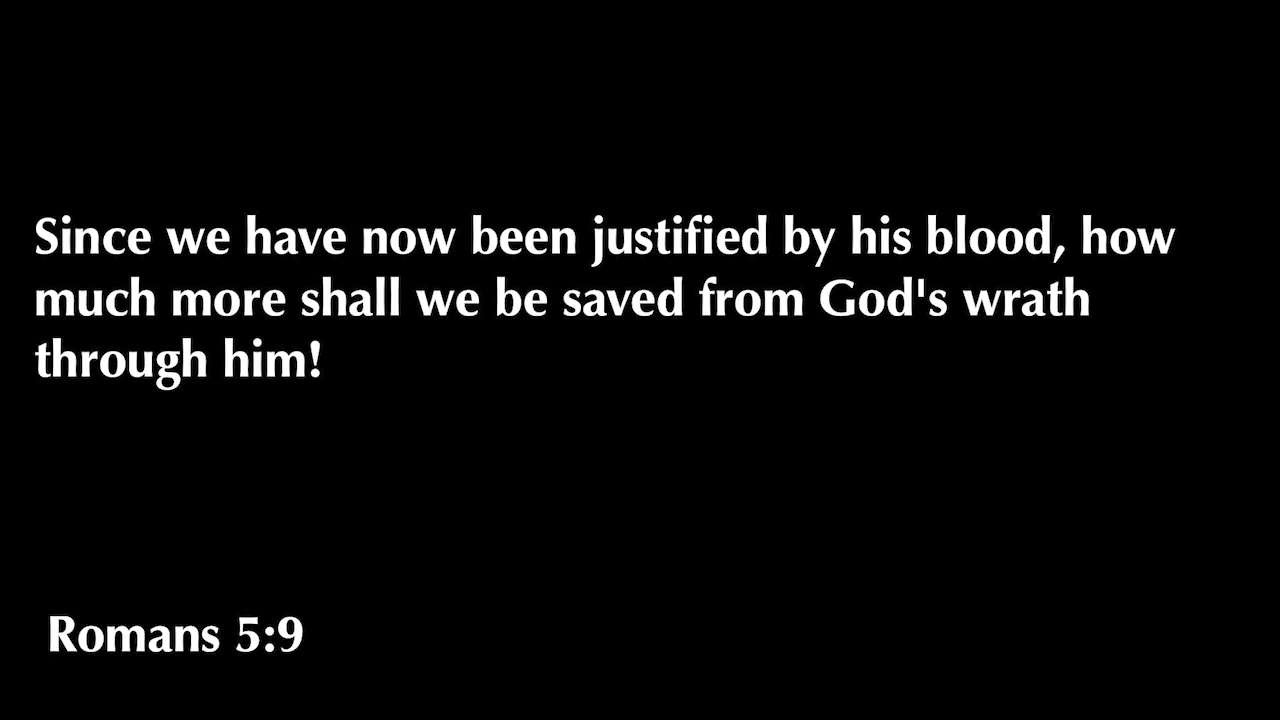 Since we have now been justified by his blood, how
much more shall we be saved from God's wrath
through him!
Romans 5:9